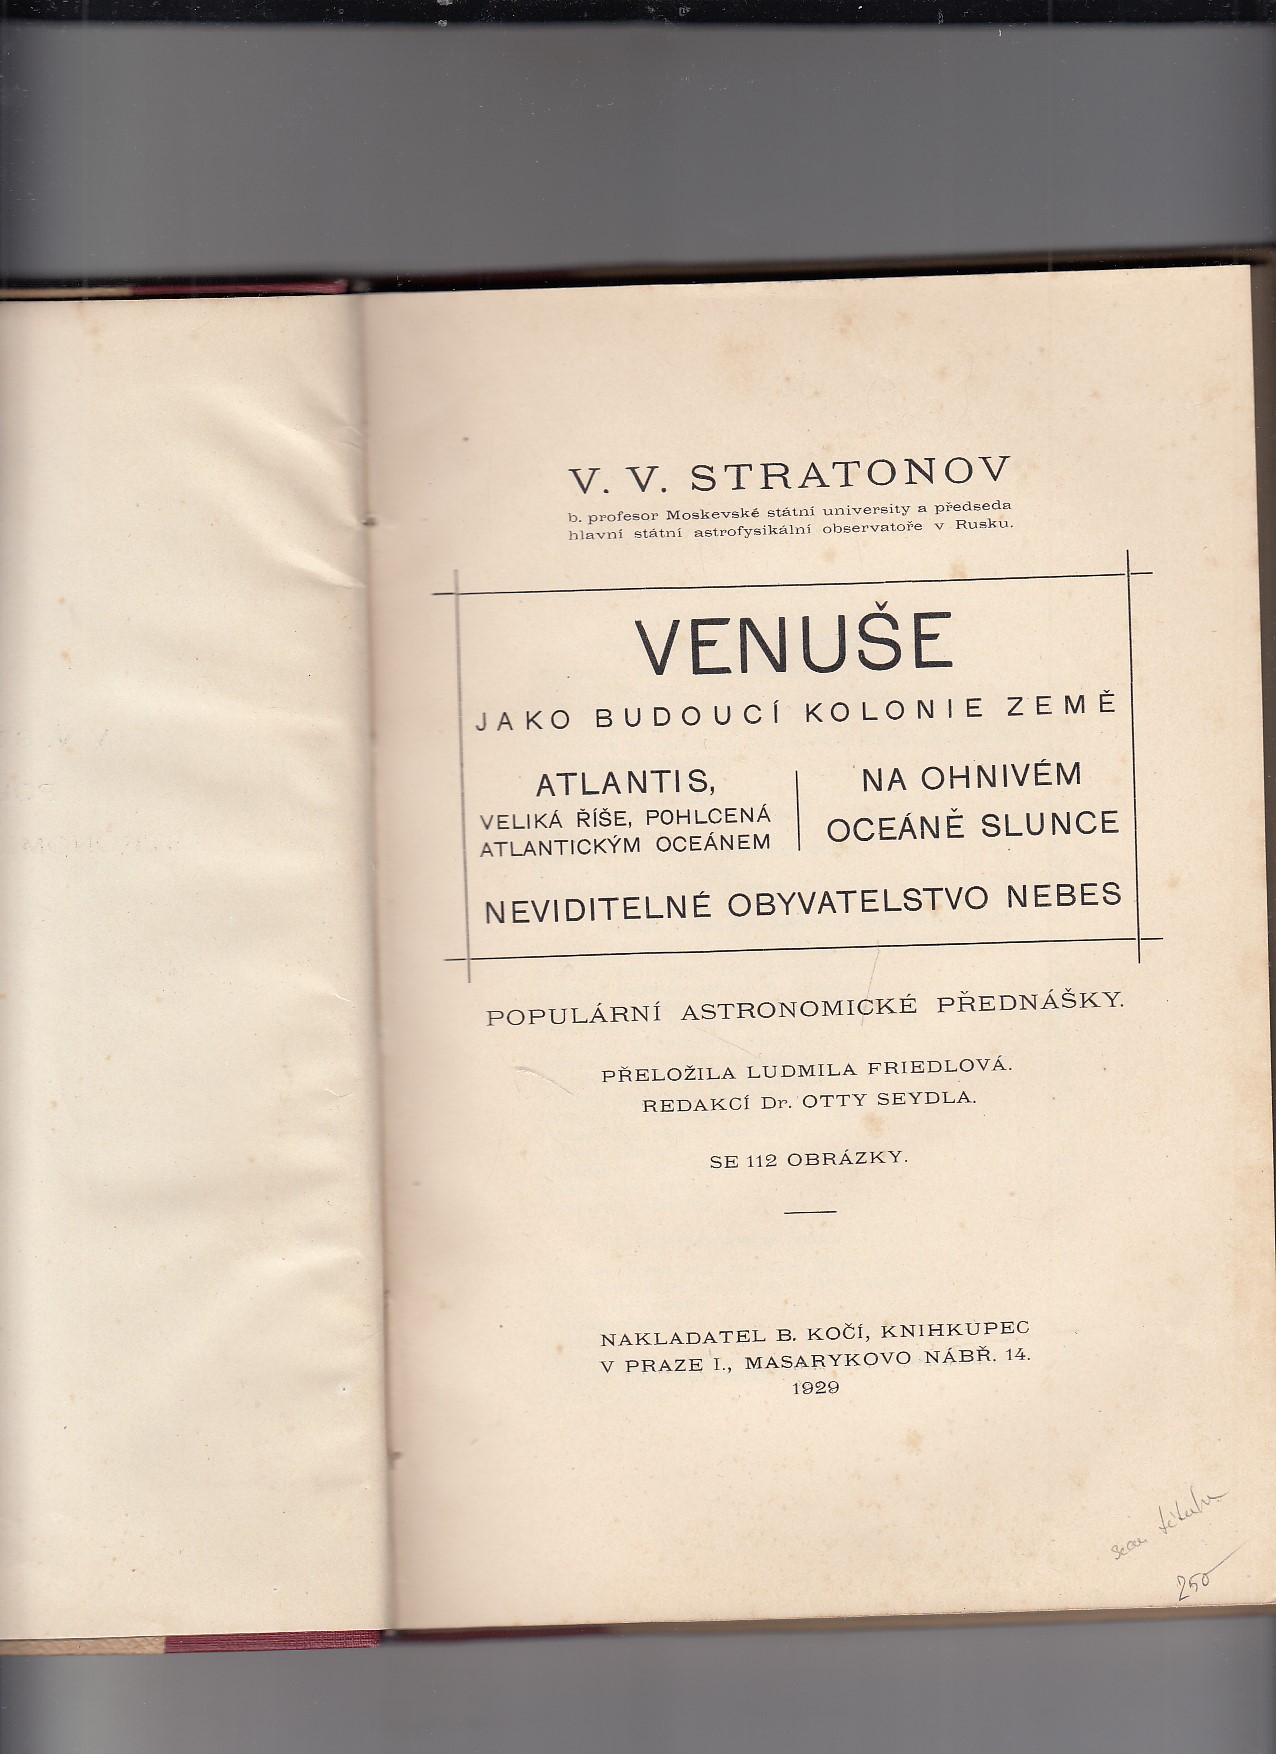 V. V. STRATONOV
b. profesor Moskevské státní university a předseda
hlavní státní astrofysikální observatoře v Rusku.
VENUŠE
JAKO BUDOUCÍ KOLONIE ZEMĚ
ATLANTIS,
VELIKÁ ŘÍŠE, POHLCENÁ
ATLANTICKÝM OCEÁNEM
NA OHNIVÉM
OCEÁNĚ SLUNCE
NEVIDITELNÉ OBYVATELSTVO NEBES
POPULÁRNÍ ASTRONOMICKÉ PŘEDNÁŠKY.
PŘELOŽILA LUDMILA FRIEDLOVÁ.
REDAKCÍ Dr. OTTY SEYDLA.
SE 112 OBRÁZKY.
NAKLADATEL B. KOČÍ, KNIHKUPEC
V PRAZE I., MASARYKOVO NÁBŘ. 14.
1929
250